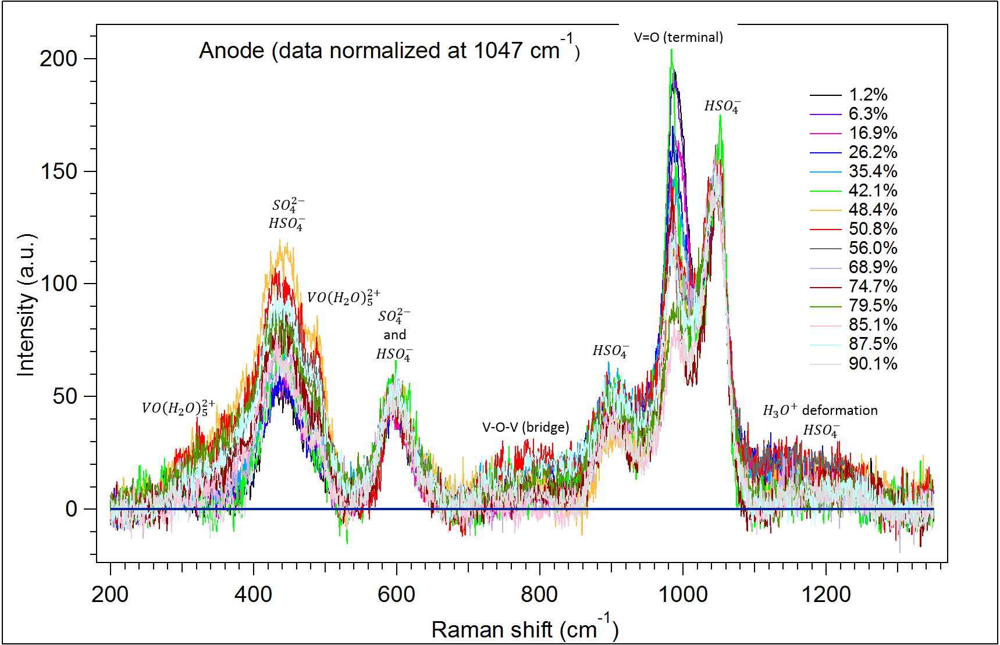 Anode (data normalized at 1047 cm⁻¹)
V=O (terminal)
HSO₄⁻
SO₄²⁻
HSO₄⁻
VO(H₂O)₅²⁺
SO₄²⁻
and
HSO₄⁻
VO(H₂O)₅²⁺
HSO₄⁻
V-O-V (bridge)
H₃O⁺ deformation
HSO₄⁻
1.2%
6.3%
16.9%
26.2%
35.4%
42.1%
48.4%
50.8%
56.0%
68.9%
74.7%
79.5%
85.1%
87.5%
90.1%
Intensity (a.u.)
200
150
100
50
0
200 400 600 800 1000 1200
Raman shift (cm⁻¹)